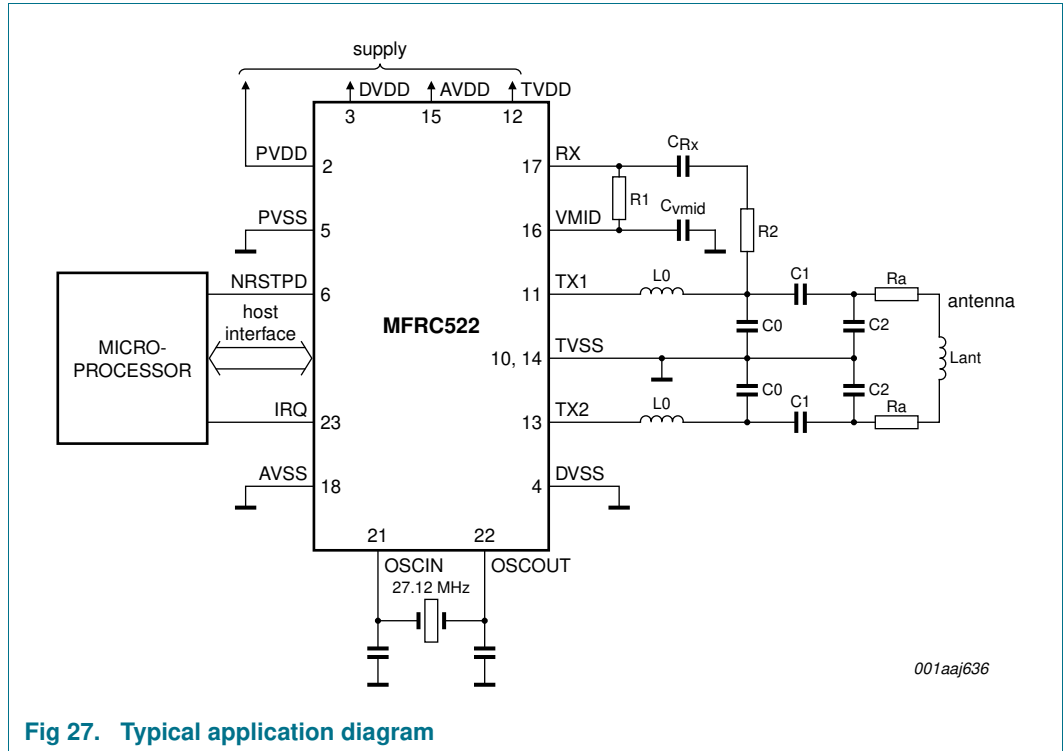 supply
DVDD AVDD TVDD
3 15 12
PVDD 2
17 RX
CRx
R1
PVSS 5
16 VMID
Cvmid
R2
NRSTPD 6
11 TX1
L0
C1
Ra
antenna
host
interface
MFRC522
C0
C2
MICRO-
PROCESSOR
10, 14 TVSS
Lant
C0
C2
IRQ 23
13 TX2
L0
C1
Ra
AVSS 18
4 DVSS
21 22
OSCIN OSCOUT
27.12 MHz
001aaj636
Fig 27. Typical application diagram